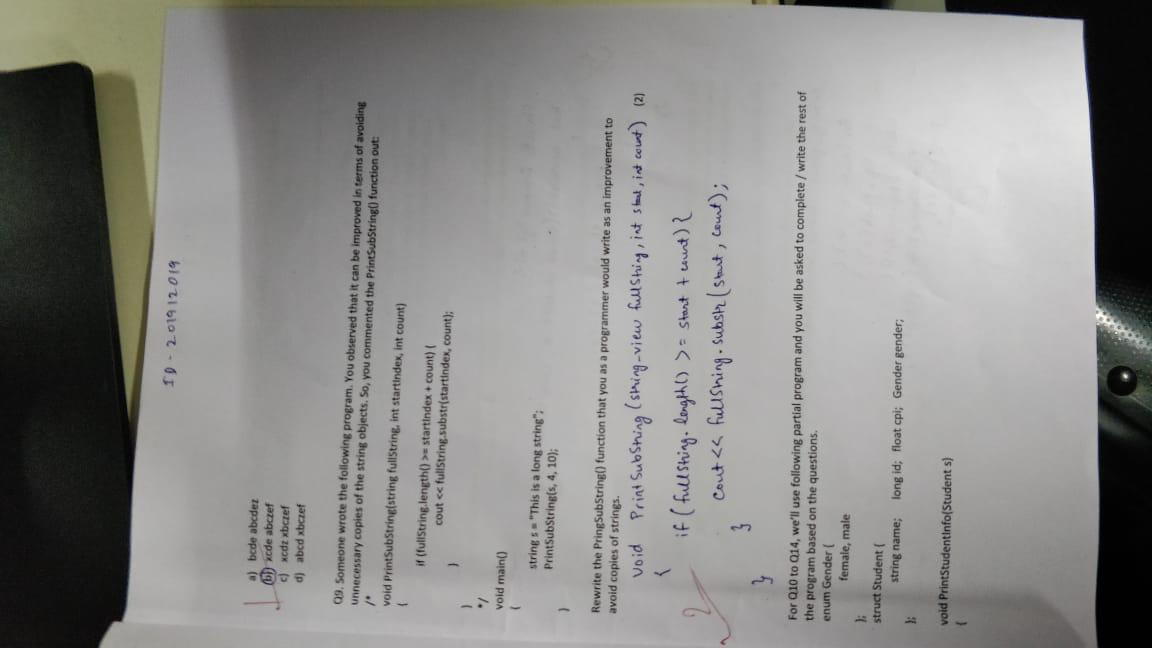 ID - 201912019
a) bcde abcdez
b) xcde abczef
c) xcdz xbczef
d) abcd xbczef
Q9. Someone wrote the following program. You observed that it can be improved in terms of avoiding
unnecessary copies of the string objects. So, you commented the PrintSubString() function out:
/*
void PrintSubString(string fullString, int startIndex, int count)
{
if (fullString.length() >= startIndex + count) {
cout << fullString.substr(startIndex, count);
}
}
*/
void main()
{
string s = "This is a long string";
PrintSubString(s, 4, 10);
}
Rewrite the PringSubString() function that you as a programmer would write as an improvement to
avoid copies of strings.
void PrintSubString (string_view fullString, int start, int count) (2)
{
if (fullString. length() >= start + count) {
2
cout << fullString. substr (start, count);
}
}
For Q10 to Q14, we'll use following partial program and you will be asked to complete / write the rest of
the program based on the questions.
enum Gender {
female, male
};
struct Student {
string name; long id; float cpi; Gender gender;
};
void PrintStudentInfo(Student s)
{